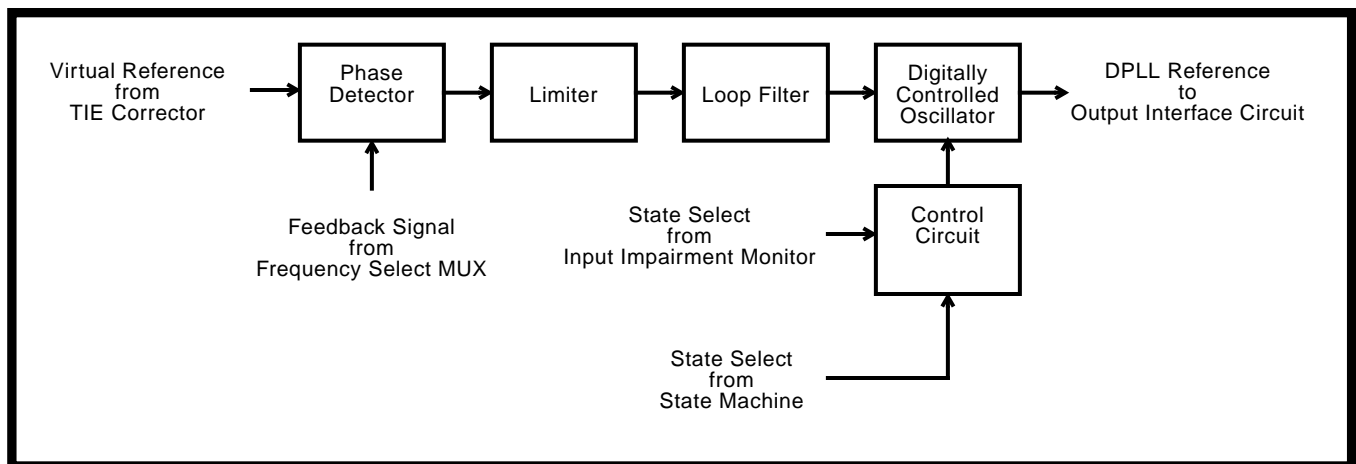 Virtual Reference
from
TIE Corrector
Phase
Detector
Limiter
Loop Filter
Digitally
Controlled
Oscillator
DPLL Reference
to
Output Interface Circuit
Feedback Signal
from
Frequency Select MUX
State Select
from
Input Impairment Monitor
Control
Circuit
State Select
from
State Machine